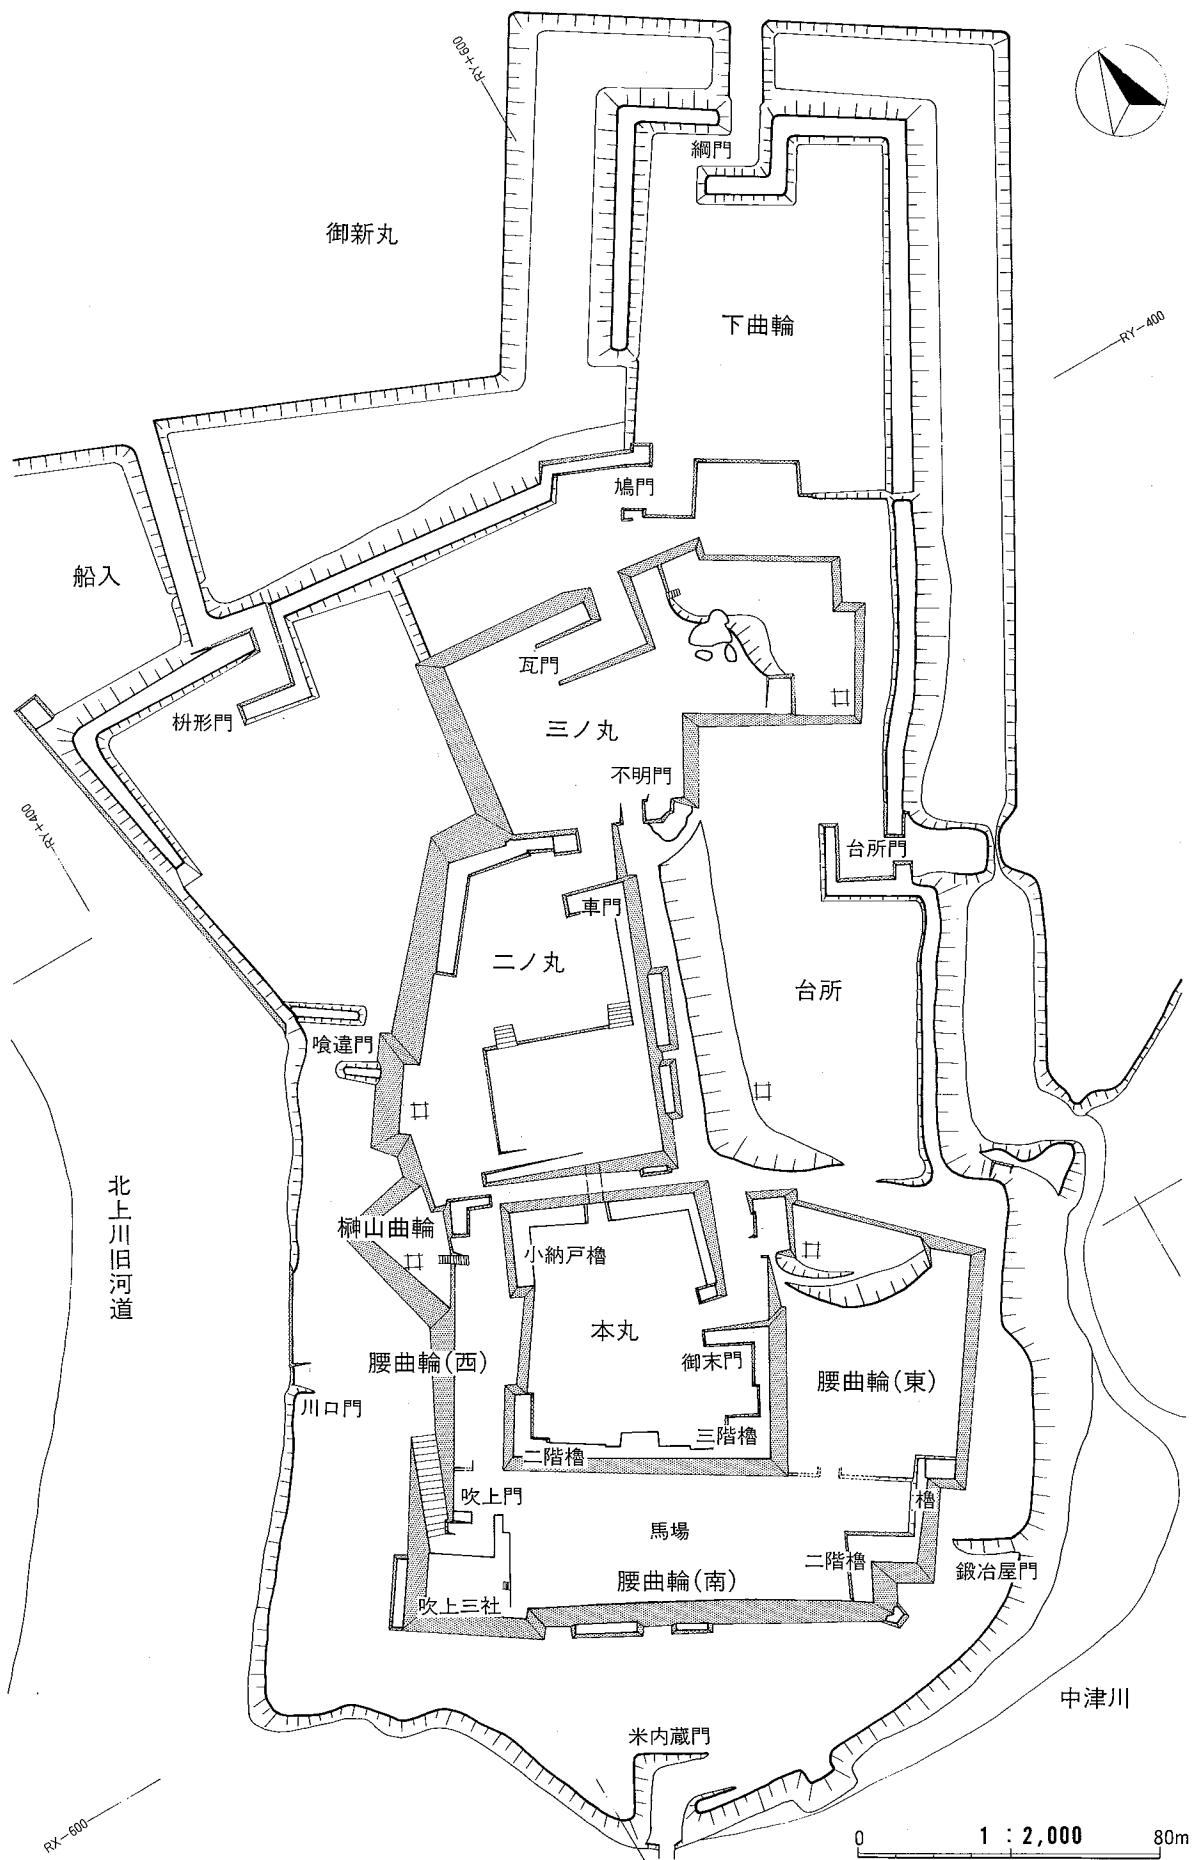 RY+600
綱門
御新丸
下曲輪
RY-400
鳩門
船入
瓦門
枡形門
三ノ丸
不明門
RY+400
台所門
車門
二ノ丸
台所
喰違門
北上川旧河道
榊山曲輪
小納戸櫓
本丸
御末門
腰曲輪(西)
腰曲輪(東)
川口門
三階櫓
二階櫓
吹上門
櫓
馬場
二階櫓
鍛冶屋門
腰曲輪(南)
吹上三社
中津川
米内蔵門
RX-600
0 1:2,000 80m